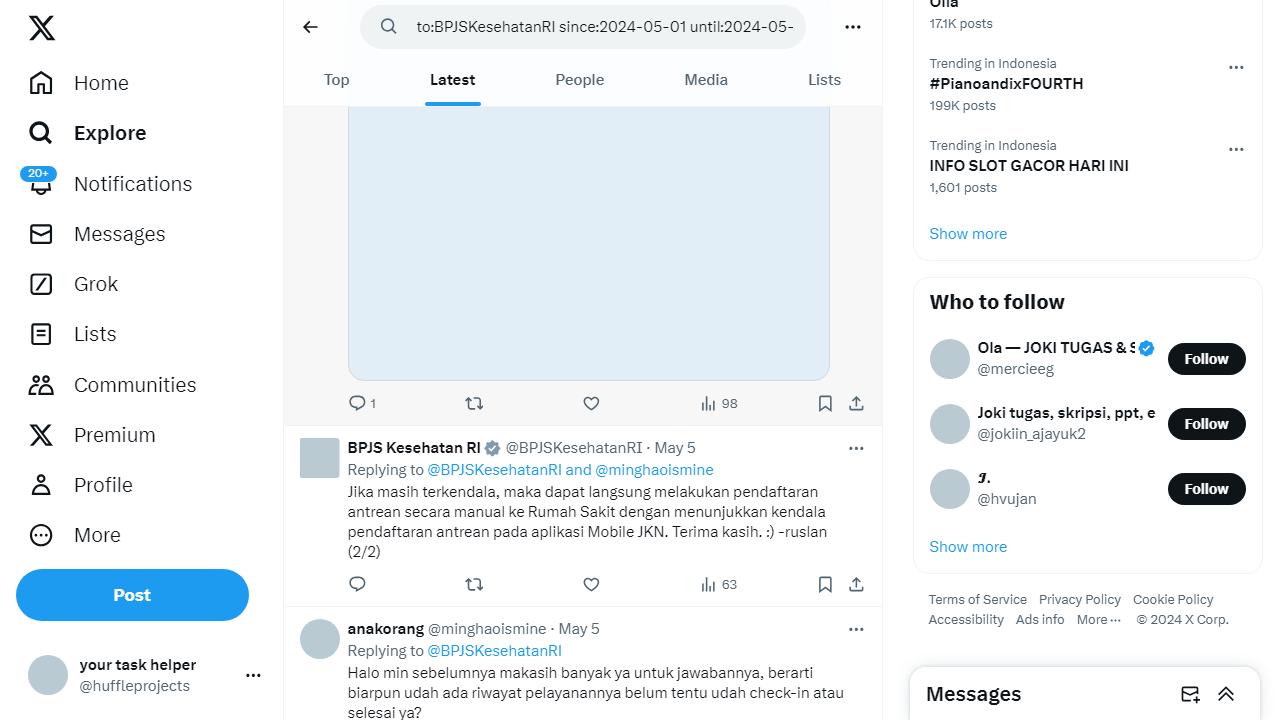 Home
Explore
20+
Notifications
Messages
Grok
Lists
Communities
Premium
Profile
More
Post
your task helper
@huffleprojects
to:BPJSKesehatanRI since:2024-05-01 until:2024-05-
Top
Latest
People
Media
Lists
1
98
BPJS Kesehatan RI @BPJSKesehatanRI · May 5
Replying to @BPJSKesehatanRI and @minghaoismine
Jika masih terkendala, maka dapat langsung melakukan pendaftaran
antrean secara manual ke Rumah Sakit dengan menunjukkan kendala
pendaftaran antrean pada aplikasi Mobile JKN. Terima kasih. :) -ruslan
(2/2)
63
anakorang @minghaoismine · May 5
Replying to @BPJSKesehatanRI
Halo min sebelumnya makasih banyak ya untuk jawabannya, berarti
biarpun udah ada riwayat pelayanannya belum tentu udah check-in atau
selesai ya?
17.1K posts
Trending in Indonesia
#PianoandixFOURTH
199K posts
Trending in Indonesia
INFO SLOT GACOR HARI INI
1,601 posts
Show more
Who to follow
Ola — JOKI TUGAS & S
@mercieeg
Follow
Joki tugas, skripsi, ppt, e
@jokiin_ajayuk2
Follow
@hvujan
Follow
Show more
Terms of Service Privacy Policy Cookie Policy
Accessibility Ads info More ··· © 2024 X Corp.
Messages